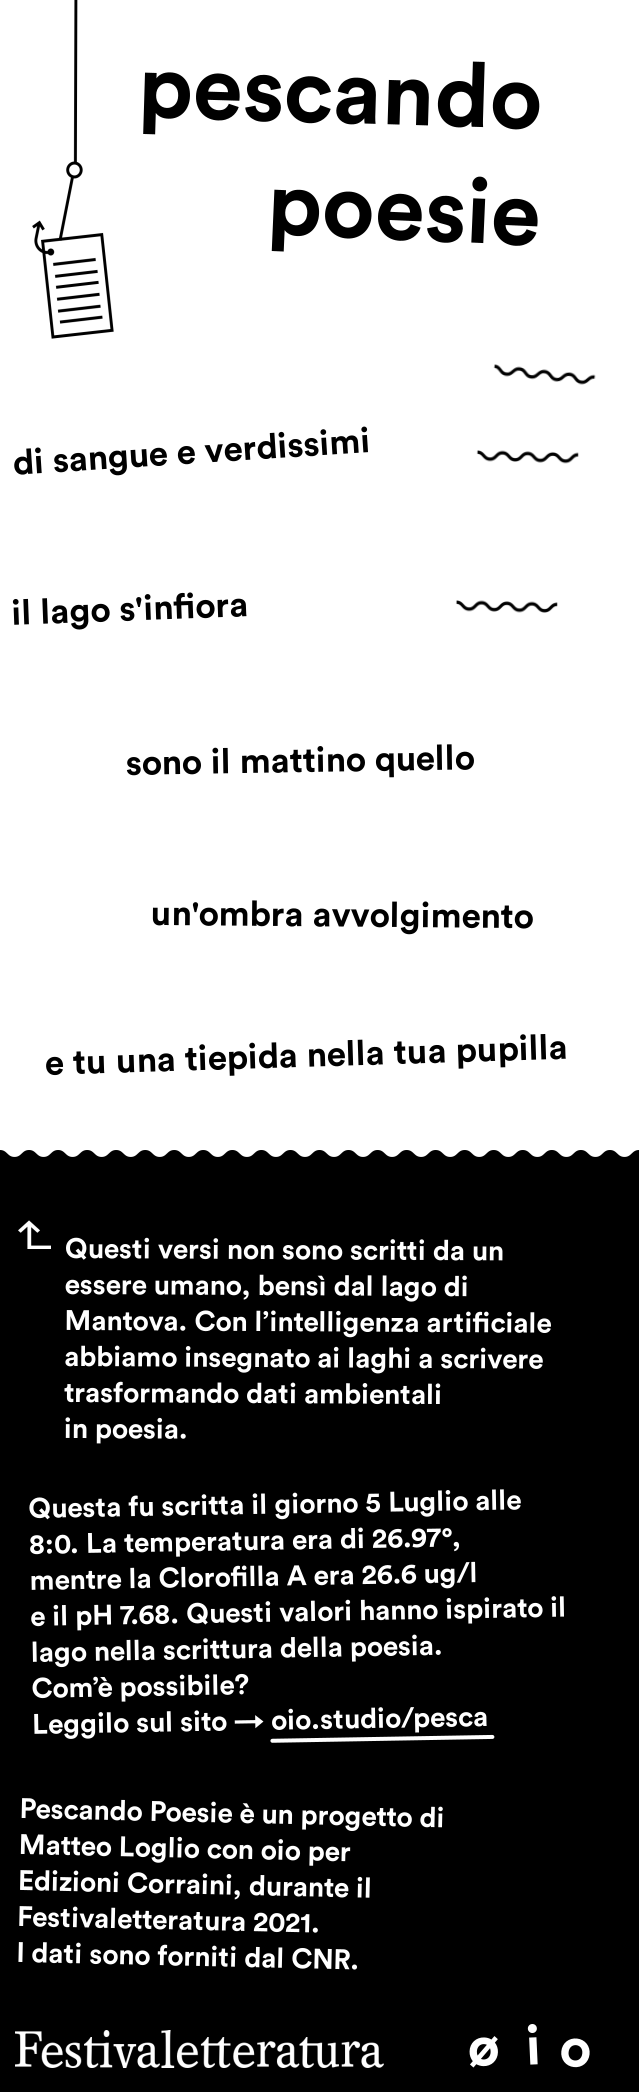 pescando
poesie
di sangue e verdissimi
il lago s'infiora
sono il mattino quello
un'ombra avvolgimento
e tu una tiepida nella tua pupilla
Questi versi non sono scritti da un
essere umano, bensì dal lago di
Mantova. Con l’intelligenza artificiale
abbiamo insegnato ai laghi a scrivere
trasformando dati ambientali
in poesia.
Questa fu scritta il giorno 5 Luglio alle
8:0. La temperatura era di 26.97°,
mentre la Clorofilla A era 26.6 ug/l
e il pH 7.68. Questi valori hanno ispirato il
lago nella scrittura della poesia.
Com’è possibile?
Leggilo sul sito → oio.studio/pesca
Pescando Poesie è un progetto di
Matteo Loglio con oio per
Edizioni Corraini, durante il
Festivaletteratura 2021.
I dati sono forniti dal CNR.
Festivaletteratura ø i o